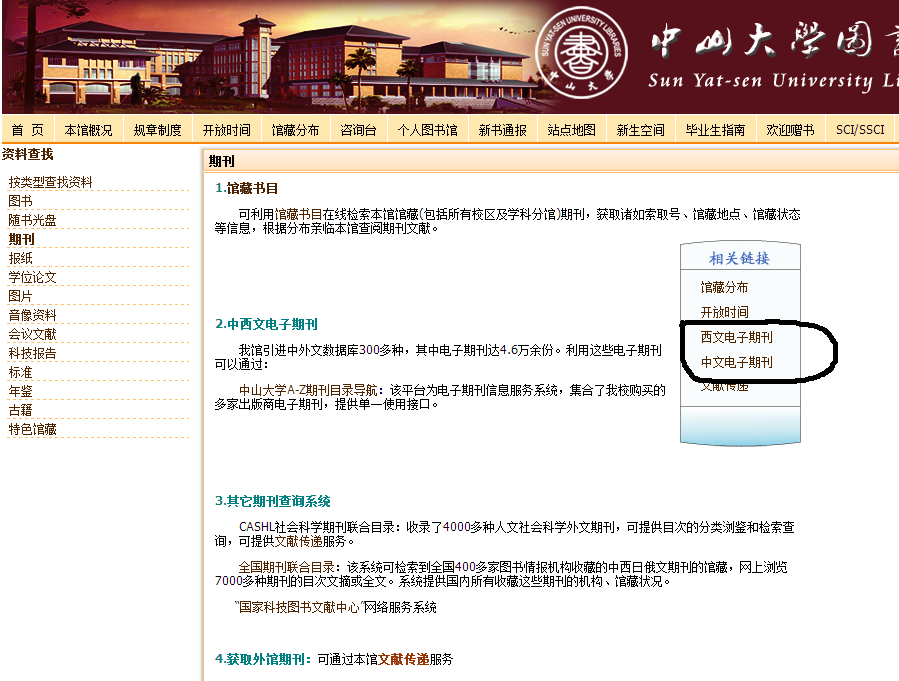 SUN YAT-SEN UNIVERSITY LIBRARIES
中山大學
中山大學圖
Sun Yat-sen University Li
首 页 本馆概况 规章制度 开放时间 馆藏分布 咨询台 个人图书馆 新书通报 站点地图 新生空间 毕业生指南 欢迎赠书 SCI/SSCI
资料查找
按类型查找资料
图书
随书光盘
期刊
报纸
学位论文
图片
音像资料
会议文献
科技报告
标准
年鉴
古籍
特色馆藏
期刊
1.馆藏书目
可利用馆藏书目在线检索本馆馆藏(包括所有校区及学科分馆)期刊，获取诸如索取号、馆藏地点、馆藏状态
等信息，根据分布亲临本馆查阅期刊文献。
相关链接
馆藏分布
开放时间
西文电子期刊
中文电子期刊
文献传递
2.中西文电子期刊
我馆引进中外文数据库300多种，其中电子期刊达4.6万余份。利用这些电子期刊
可以通过：
中山大学A-Z期刊目录导航：该平台为电子期刊信息服务系统，集合了我校购买的
多家出版商电子期刊，提供单一使用接口。
3.其它期刊查询系统
CASHL社会科学期刊联合目录：收录了4000多种人文社会科学外文期刊，可提供目次的分类浏览和检索查
询，可提供文献传递服务。
全国期刊联合目录：该系统可检索到全国400多家图书情报机构收藏的中西日俄文期刊的馆藏，网上浏览
7000多种期刊的目次文摘或全文。系统提供国内所有收藏这些期刊的机构、馆藏状况。
“国家科技图书文献中心”网络服务系统
4.获取外馆期刊：可通过本馆文献传递服务